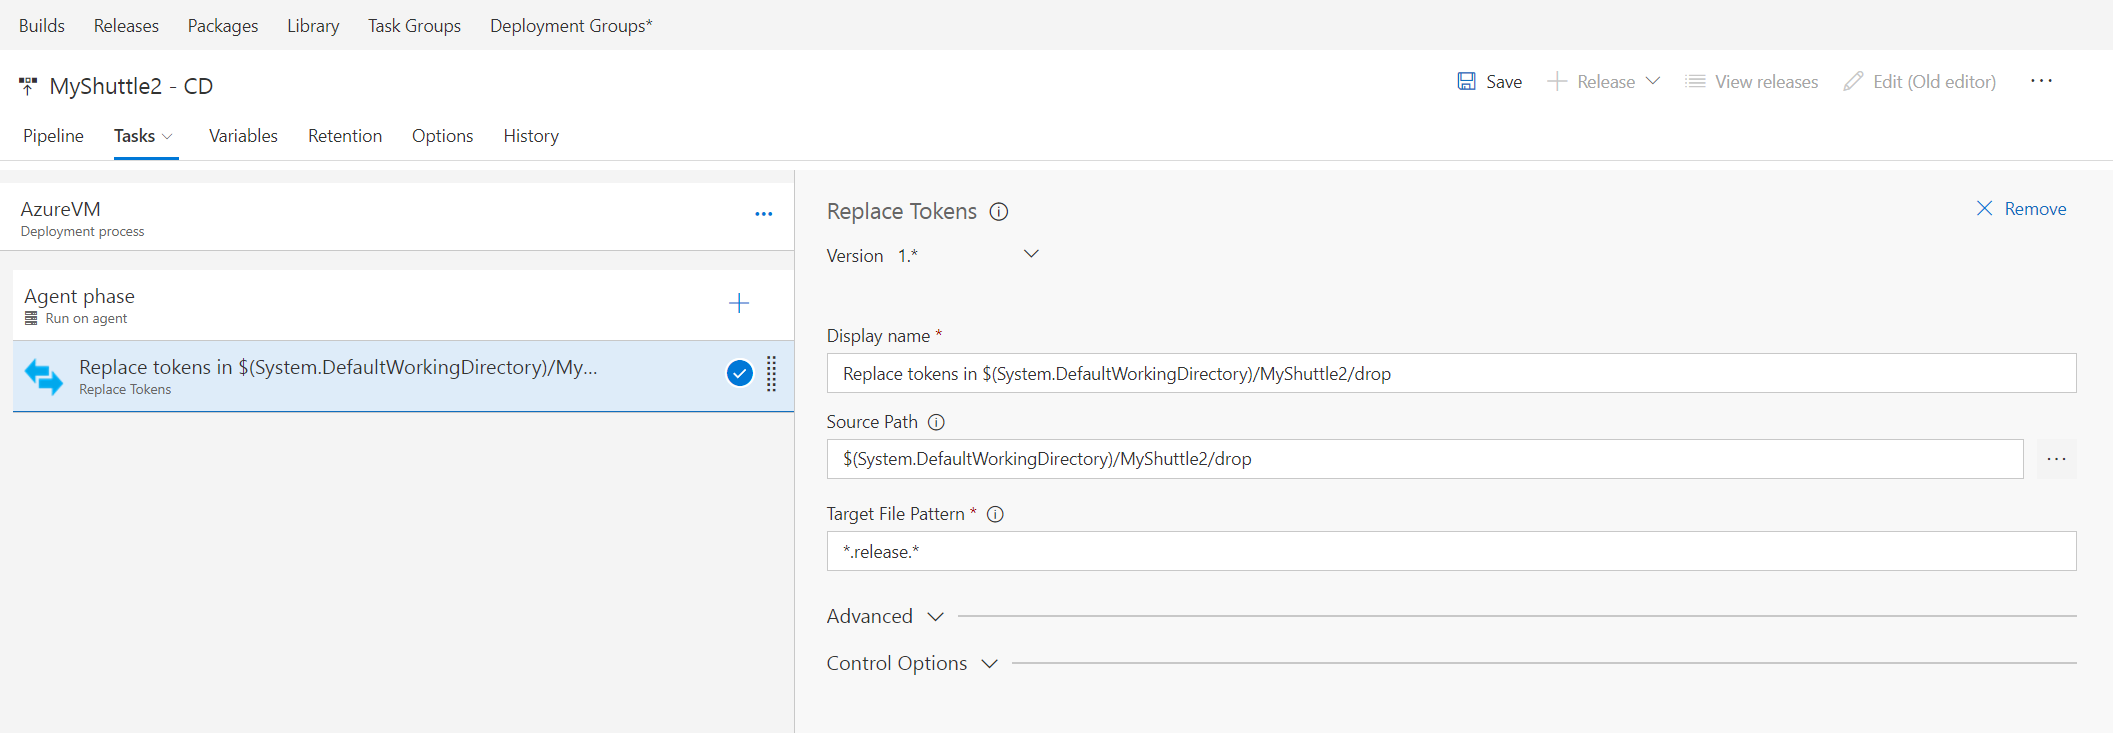 Builds Releases Packages Library Task Groups Deployment Groups*
MyShuttle2 - CD
Save Release View releases Edit (Old editor) ...
Pipeline Tasks Variables Retention Options History
AzureVM
Deployment process
...
Agent phase
Run on agent
Replace tokens in $(System.DefaultWorkingDirectory)/My...
Replace Tokens
Replace Tokens
Remove
Version 1.*
Display name *
Replace tokens in $(System.DefaultWorkingDirectory)/MyShuttle2/drop
Source Path
$(System.DefaultWorkingDirectory)/MyShuttle2/drop
...
Target File Pattern *
*.release.*
Advanced
Control Options